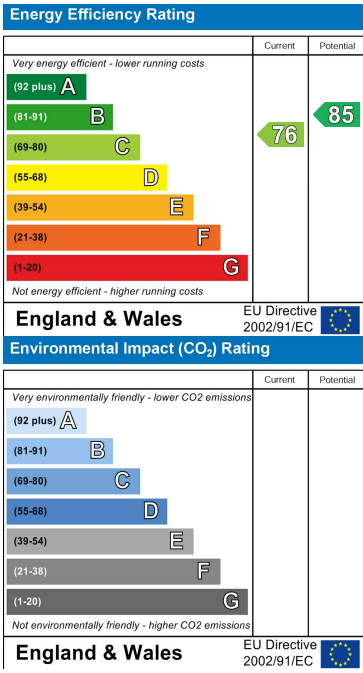 Energy Efficiency Rating
Current Potential
Very energy efficient - lower running costs
(92 plus) A
(81-91) B
(69-80) C
(55-68) D
(39-54) E
(21-38) F
(1-20) G
76
85
Not energy efficient - higher running costs
England & Wales
EU Directive
2002/91/EC
Environmental Impact (CO₂) Rating
Current Potential
Very environmentally friendly - lower CO2 emissions
(92 plus) A
(81-91) B
(69-80) C
(55-68) D
(39-54) E
(21-38) F
(1-20) G
Not environmentally friendly - higher CO2 emissions
England & Wales
EU Directive
2002/91/EC